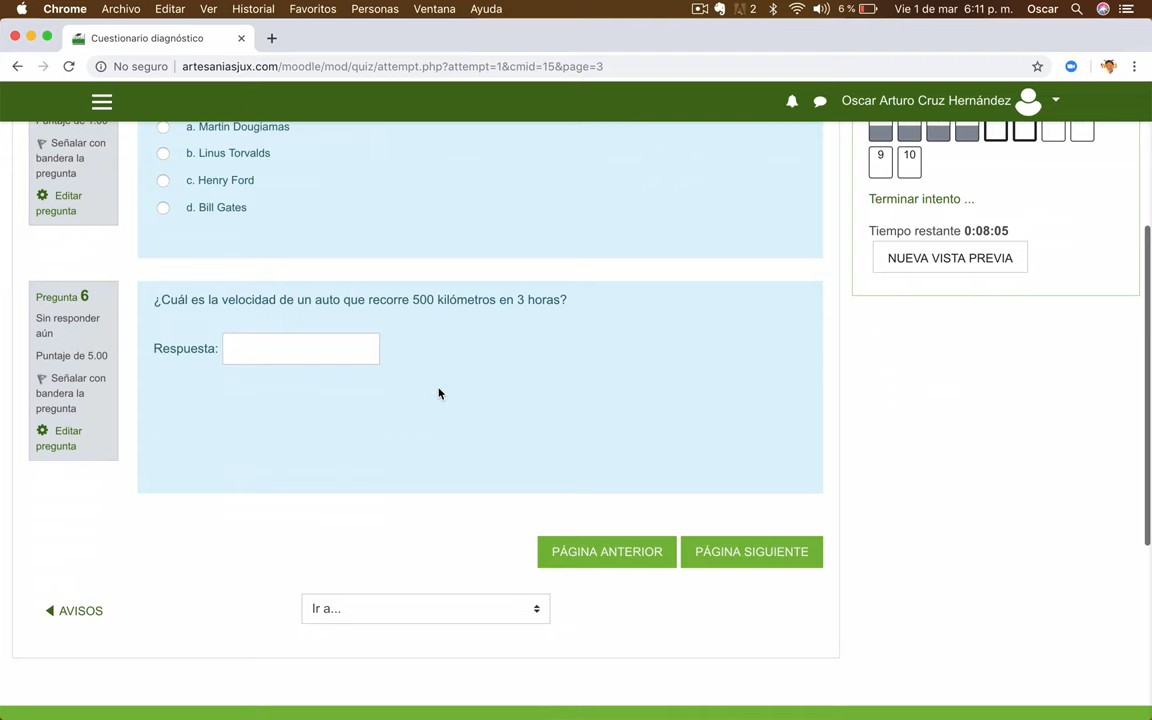 Chrome Archivo Editar Ver Historial Favoritos Personas Ventana Ayuda 2 6 % Vie 1 de mar 6:11 p. m. Oscar
Cuestionario diagnóstico
No seguro artesaniasjux.com/moodle/mod/quiz/attempt.php?attempt=1&cmid=15&page=3
Oscar Arturo Cruz Hernández
Puntaje de 1.00
Señalar con
bandera la
pregunta
Editar
pregunta
a. Martin Dougiamas
b. Linus Torvalds
c. Henry Ford
d. Bill Gates
9 10
Terminar intento ...
Tiempo restante 0:08:05
NUEVA VISTA PREVIA
Pregunta 6
Sin responder
aún
Puntaje de 5.00
Señalar con
bandera la
pregunta
Editar
pregunta
¿Cuál es la velocidad de un auto que recorre 500 kilómetros en 3 horas?
Respuesta:
PÁGINA ANTERIOR PÁGINA SIGUIENTE
AVISOS
Ir a...